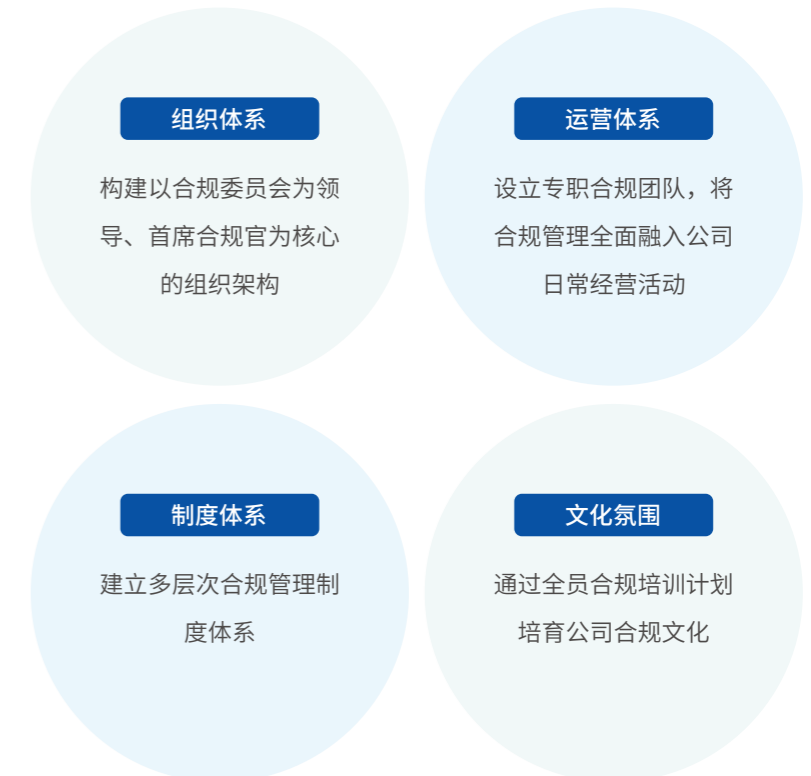 组织体系
构建以合规委员会为领
导、首席合规官为核心
的组织架构
运营体系
设立专职合规团队，将
合规管理全面融入公司
日常经营活动
制度体系
建立多层次合规管理制
度体系
文化氛围
通过全员合规培训计划
培育公司合规文化